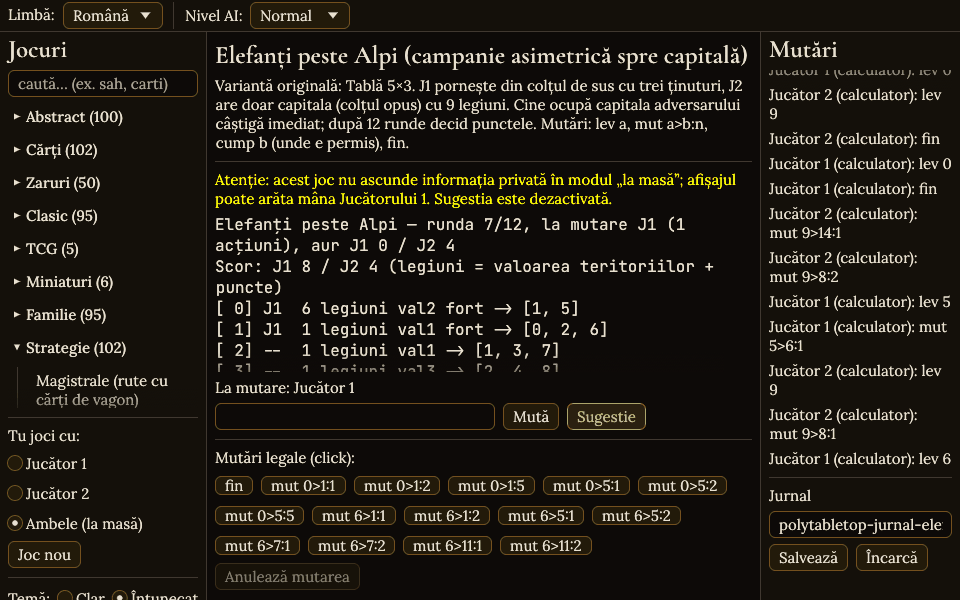 Limbă: Română ▼ Nivel AI: Normal ▼
Jocuri
caută... (ex. sah, carti)
▸ Abstract (100)
▸ Cărți (102)
▸ Zaruri (50)
▸ Clasic (95)
▸ TCG (5)
▸ Miniaturi (6)
▸ Familie (95)
▾ Strategie (102)
Magistrale (rute cu
cărți de vagon)
Tu joci cu:
Jucător 1
Jucător 2
Ambele (la masă)
Joc nou
Temă: Clar Întunecat
Elefanți peste Alpi (campanie asimetrică spre capitală)
Variantă originală: Tablă 5×3. J1 pornește din colțul de sus cu trei ținuturi, J2
are doar capitala (colțul opus) cu 9 legiuni. Cine ocupă capitala adversarului
câștigă imediat; după 12 runde decid punctele. Mutări: lev a, mut a>b:n,
cump b (unde e permis), fin.
Atenție: acest joc nu ascunde informația privată în modul „la masă”; afișajul
poate arăta mâna Jucătorului 1. Sugestia este dezactivată.
Elefanți peste Alpi — runda 7/12, la mutare J1 (1
acțiuni), aur J1 0 / J2 4
Scor: J1 8 / J2 4 (legiuni = valoarea teritoriilor +
puncte)
[ 0] J1  6 legiuni val2 fort -> [1, 5]
[ 1] J1  1 legiuni val1 fort -> [0, 2, 6]
[ 2] --  1 legiuni val1 -> [1, 3, 7]
[ 3] --  1 legiuni val3 -> [2, 4, 8]
La mutare: Jucător 1
Mută Sugestie
Mutări legale (click):
fin mut 0>1:1 mut 0>1:2 mut 0>1:5 mut 0>5:1 mut 0>5:2
mut 0>5:5 mut 6>1:1 mut 6>1:2 mut 6>5:1 mut 6>5:2
mut 6>7:1 mut 6>7:2 mut 6>11:1 mut 6>11:2
Anulează mutarea
Mutări
Jucător 1 (calculator): lev 0
Jucător 2 (calculator): lev
9
Jucător 2 (calculator): fin
Jucător 1 (calculator): lev 0
Jucător 1 (calculator): fin
Jucător 2 (calculator):
mut 9>14:1
Jucător 2 (calculator):
mut 9>8:2
Jucător 1 (calculator): lev 5
Jucător 1 (calculator): mut
5>6:1
Jucător 2 (calculator): lev
9
Jucător 2 (calculator):
mut 9>8:1
Jucător 1 (calculator): lev 6
Jurnal
polytabletop-jurnal-ele
Salvează Încarcă